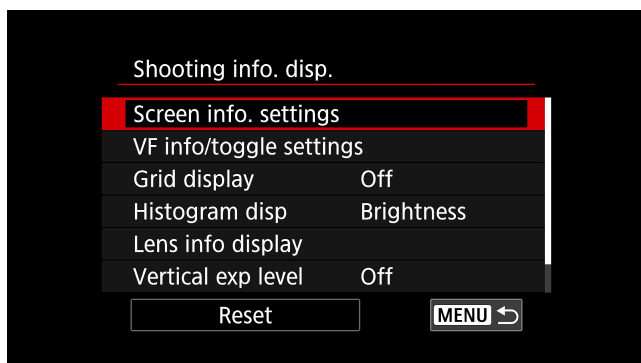 Shooting info. disp.
Screen info. settings
VF info/toggle settings
Grid display Off
Histogram disp Brightness
Lens info display
Vertical exp level Off
Reset MENU